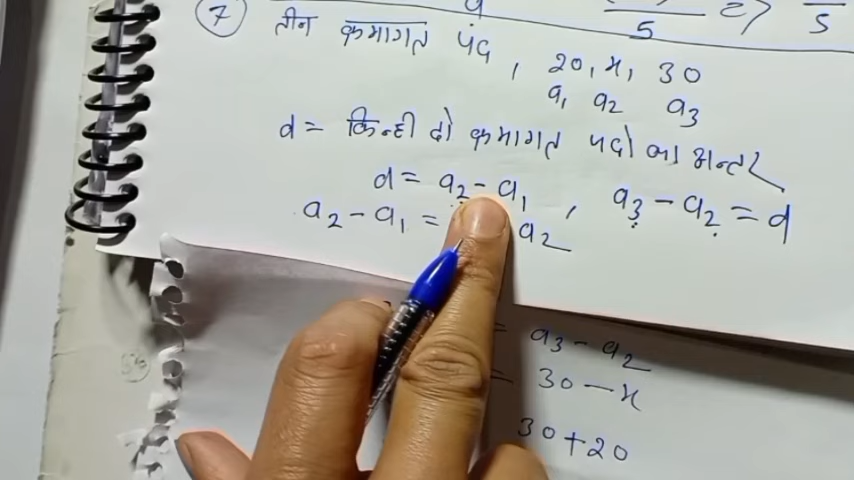 a
5 => 5
7 तीन क्रमागत पद , 20, x, 30
a1 a2 a3
d = किन्ही दो क्रमागत पदो का अन्तर
d = a2 - a1 , a3 - a2 = d
a2 - a1 = a2
= a3 - a2
= 30 - x
30 + 20